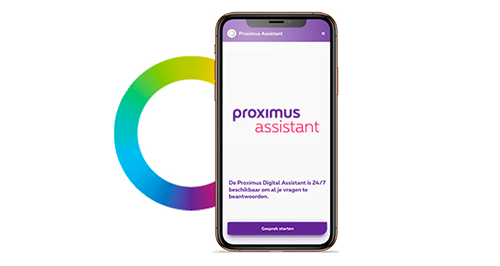 Proximus Assistant
proximus
assistant
De Proximus Digital Assistant is 24/7
beschikbaar om al je vragen te
beantwoorden.
Gesprek starten